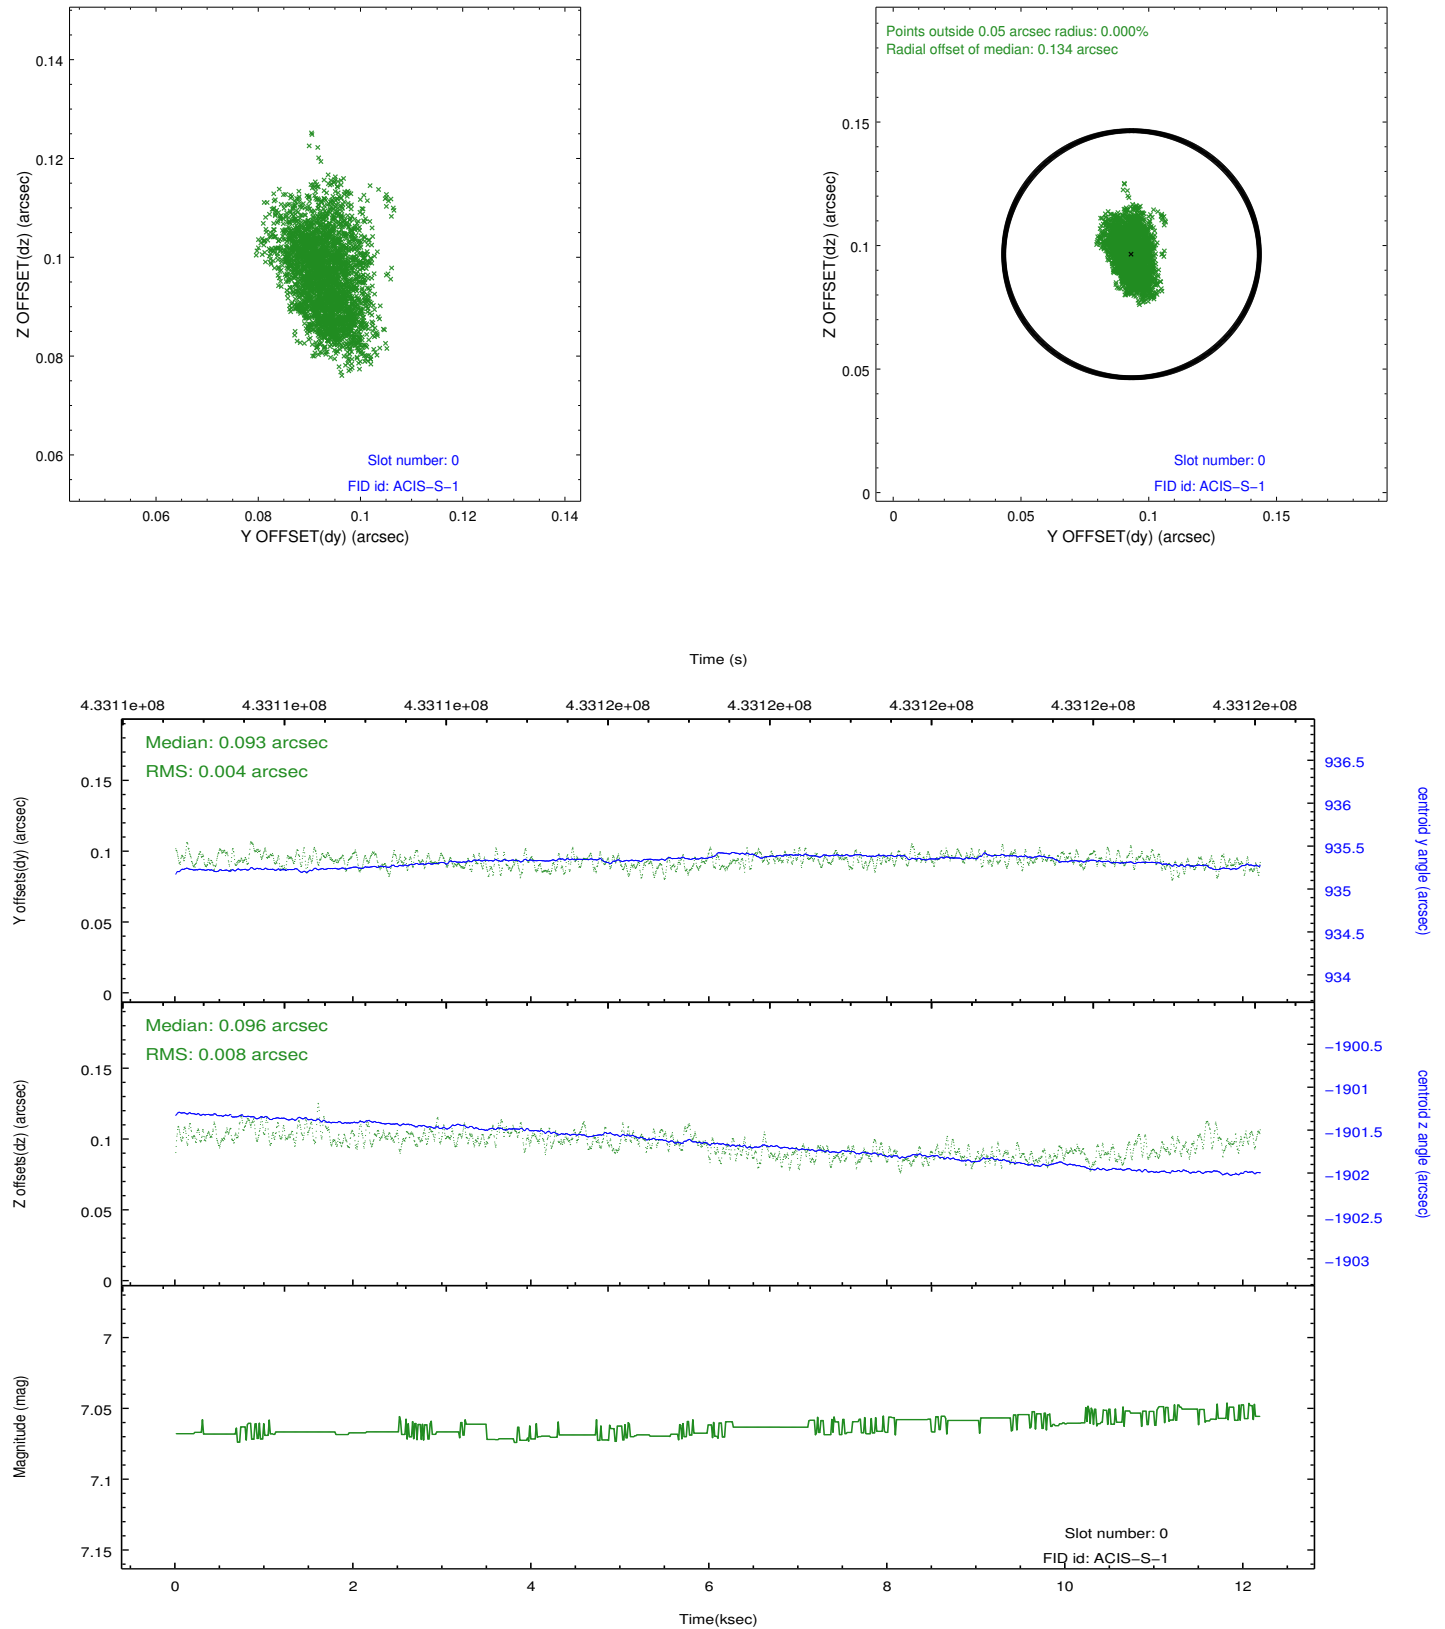 0.14
0.12
0.1
0.08
0.06
Z OFFSET(dz) (arcsec)
Slot number: 0
FID id: ACIS−S−1
0.06 0.08 0.1 0.12 0.14
Y OFFSET(dy) (arcsec)
Points outside 0.05 arcsec radius: 0.000%
Radial offset of median: 0.134 arcsec
0.15
0.1
0.05
0
Z OFFSET(dz) (arcsec)
Slot number: 0
FID id: ACIS−S−1
0 0.05 0.1 0.15
Y OFFSET(dy) (arcsec)
Time (s)
4.3311e+08 4.3311e+08 4.3311e+08 4.3312e+08 4.3312e+08 4.3312e+08 4.3312e+08 4.3312e+08
Median: 0.093 arcsec
RMS: 0.004 arcsec
0.15
0.1
0.05
0
Y offsets(dy) (arcsec)
936.5
936
935.5
935
934.5
934
centroid y angle (arcsec)
Median: 0.096 arcsec
RMS: 0.008 arcsec
0.15
0.1
0.05
0
Z offsets(dz) (arcsec)
−1900.5
−1901
−1901.5
−1902
−1902.5
−1903
centroid z angle (arcsec)
7
7.05
7.1
7.15
Magnitude (mag)
Slot number: 0
FID id: ACIS−S−1
0 2 4 6 8 10 12
Time(ksec)